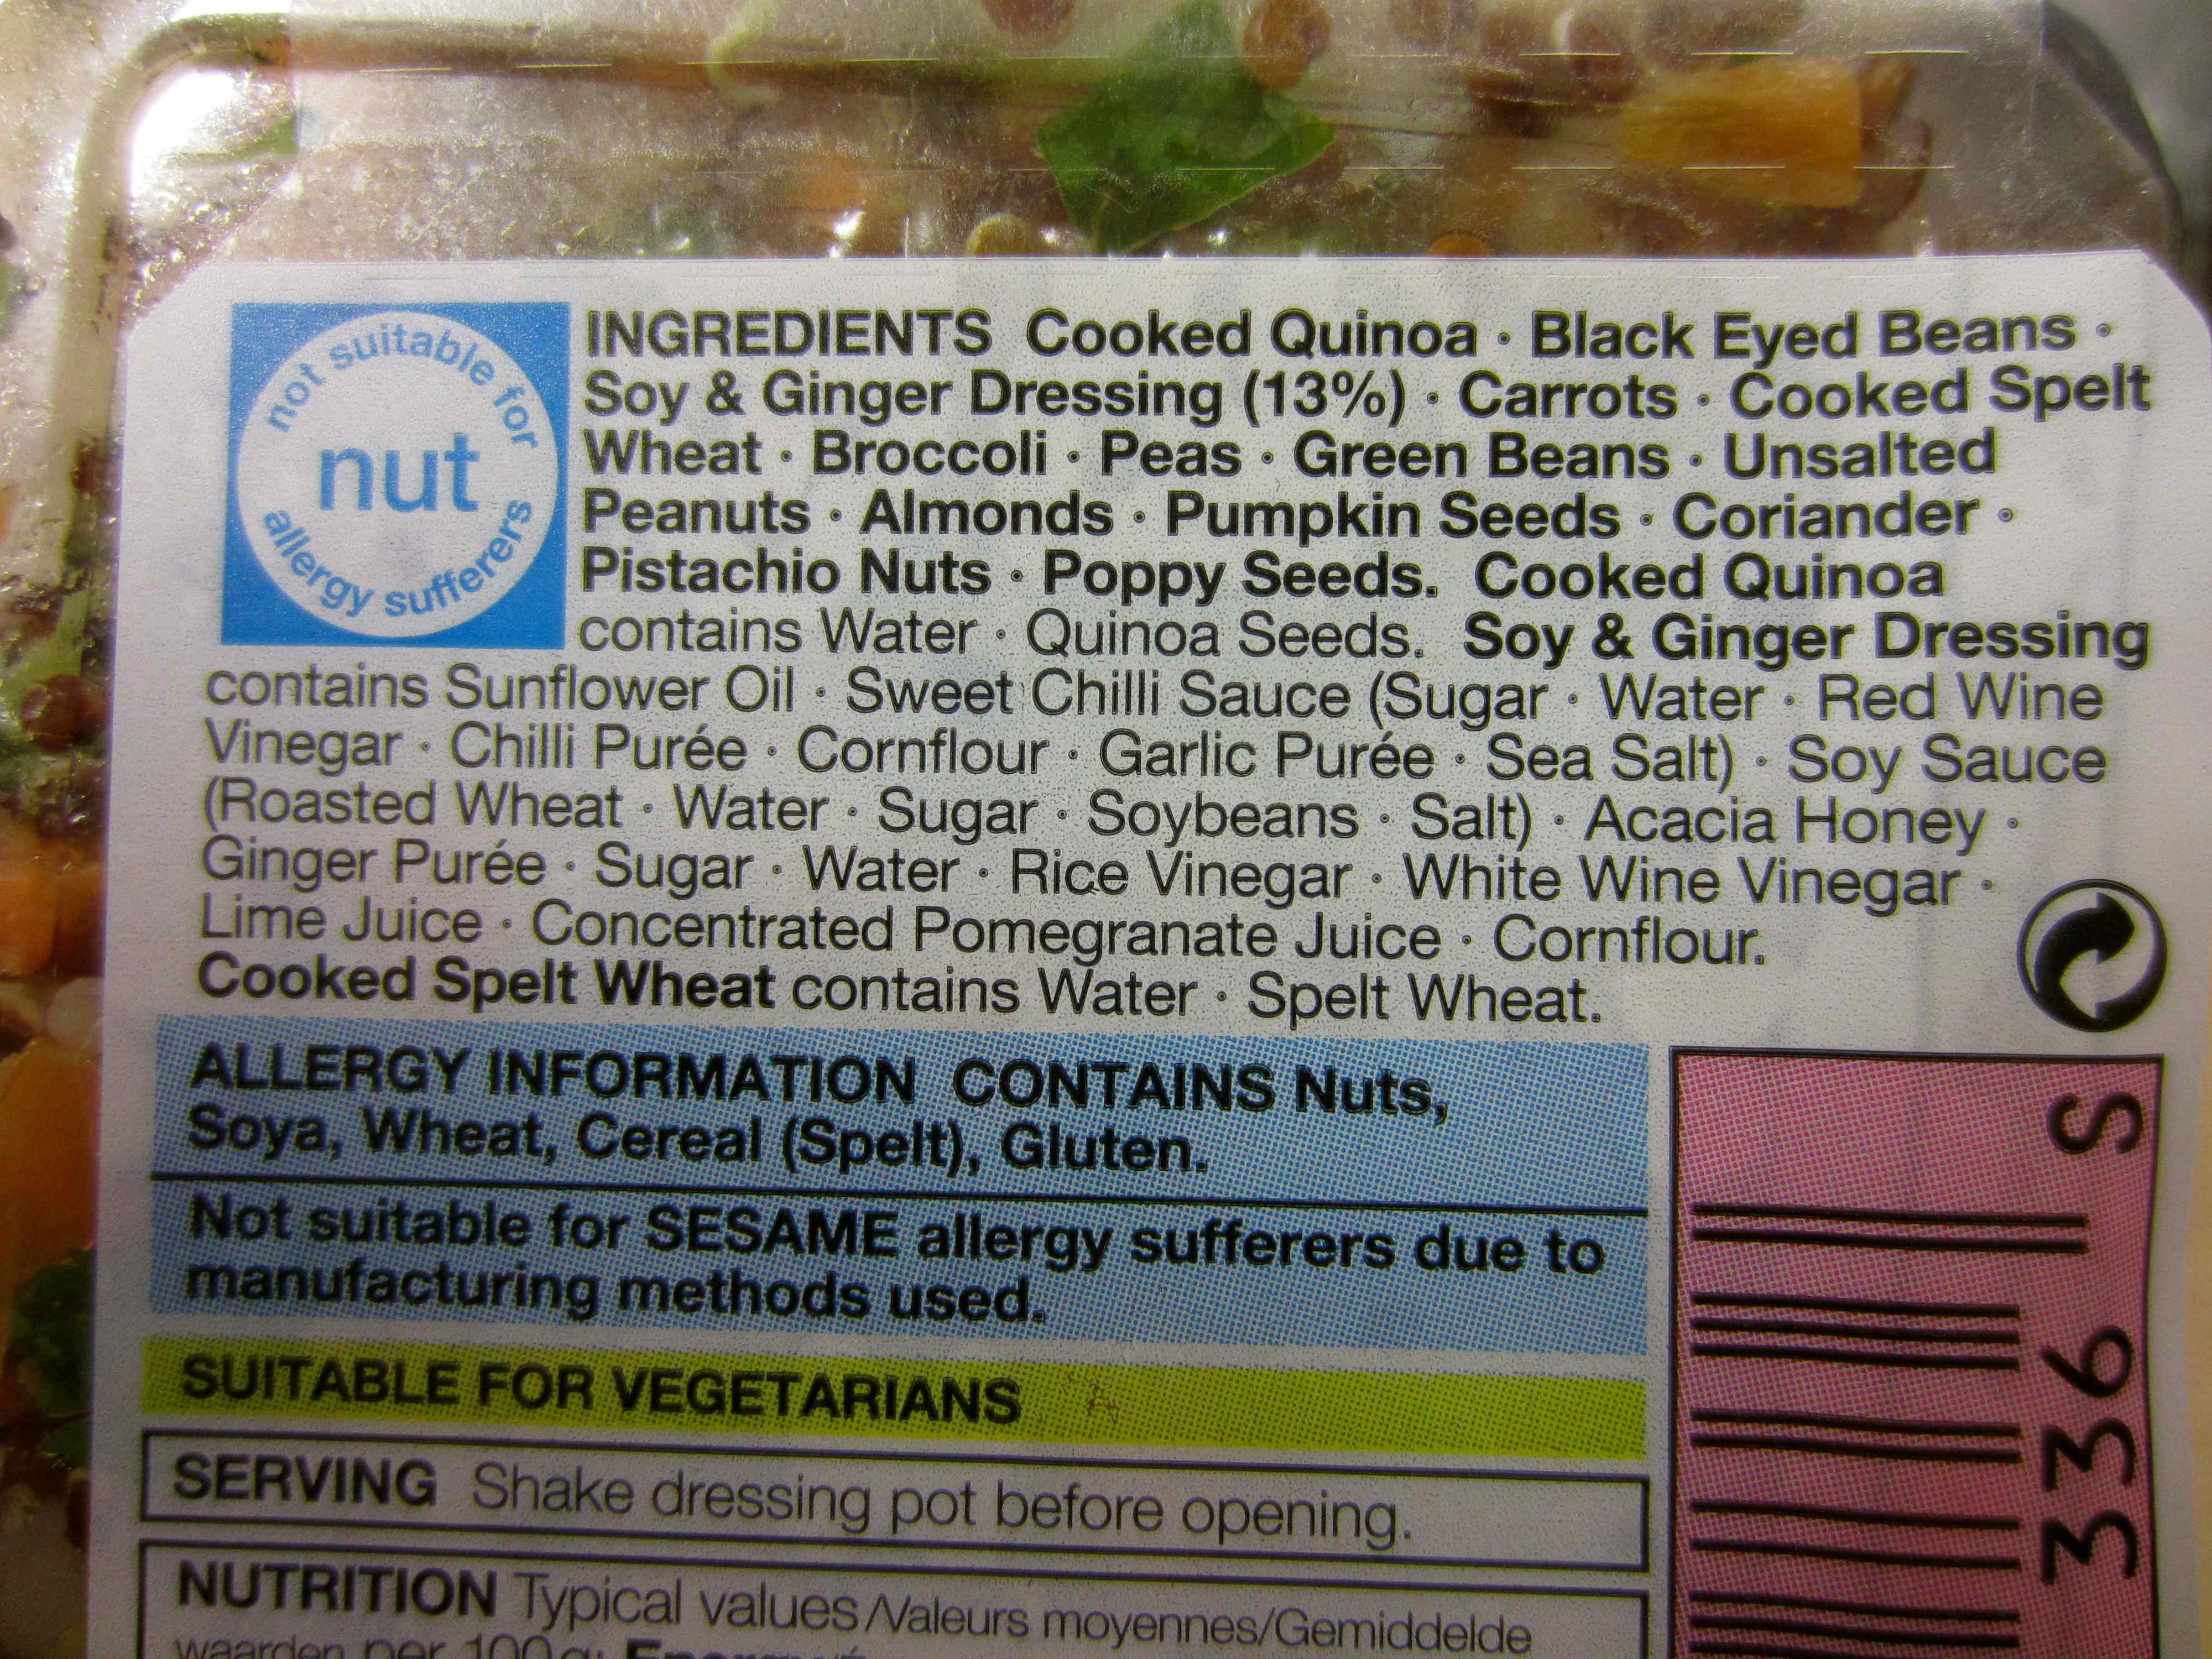 not suitable for
nut
allergy sufferers
INGREDIENTS Cooked Quinoa · Black Eyed Beans ·
Soy & Ginger Dressing (13%) · Carrots · Cooked Spelt
Wheat · Broccoli · Peas · Green Beans · Unsalted
Peanuts · Almonds · Pumpkin Seeds · Coriander ·
Pistachio Nuts · Poppy Seeds. Cooked Quinoa
contains Water · Quinoa Seeds. Soy & Ginger Dressing
contains Sunflower Oil · Sweet Chilli Sauce (Sugar · Water · Red Wine
Vinegar · Chilli Purée · Cornflour · Garlic Purée · Sea Salt) · Soy Sauce
(Roasted Wheat · Water · Sugar · Soybeans · Salt) · Acacia Honey ·
Ginger Purée · Sugar · Water · Rice Vinegar · White Wine Vinegar ·
Lime Juice · Concentrated Pomegranate Juice · Cornflour.
Cooked Spelt Wheat contains Water · Spelt Wheat.
ALLERGY INFORMATION CONTAINS Nuts,
Soya, Wheat, Cereal (Spelt), Gluten.
Not suitable for SESAME allergy sufferers due to
manufacturing methods used.
SUITABLE FOR VEGETARIANS
SERVING Shake dressing pot before opening.
NUTRITION Typical values/Valeurs moyennes/Gemiddelde
waarden per 100g:
336 S